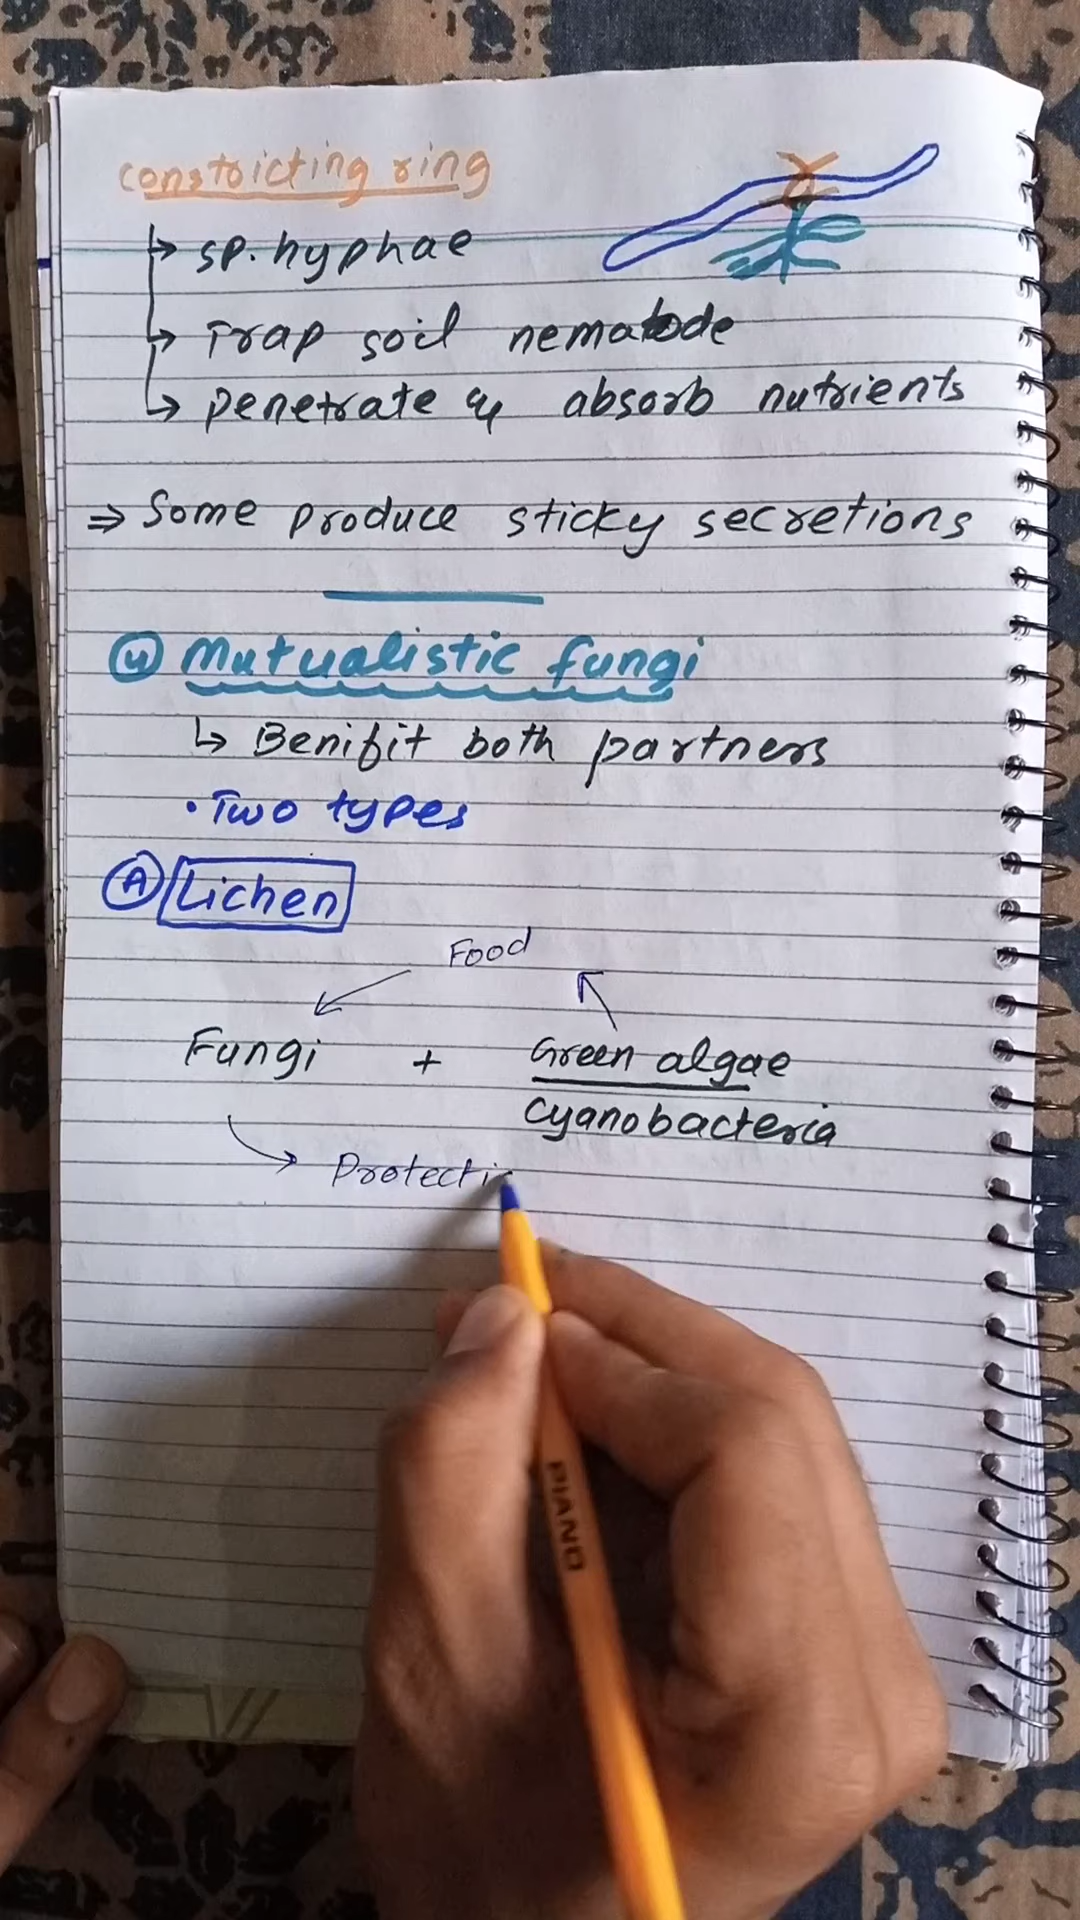 constricting ring
↳ sp. hyphae
↳ Trap soil nematode
↳ penetrate & absorb nutrients
⇒ Some produce sticky secretions
④ Mutualistic fungi
↳ Benifit both partners
• Two types
Ⓐ Lichen
Food
Fungi + Green algae
Cyanobacteria
Protecti
PIANO